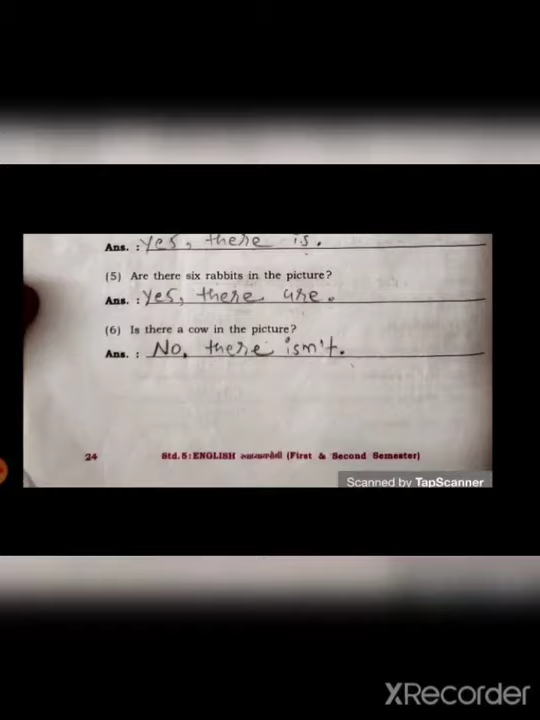 Ans. : Yes, there is.
(5) Are there six rabbits in the picture?
Ans. : Yes, there are.
(6) Is there a cow in the picture?
Ans. : No, there isn't.
24 Std. 5 : ENGLISH સ્વાધ્યાયપોથી (First & Second Semester)
Scanned by TapScanner
XRecorder